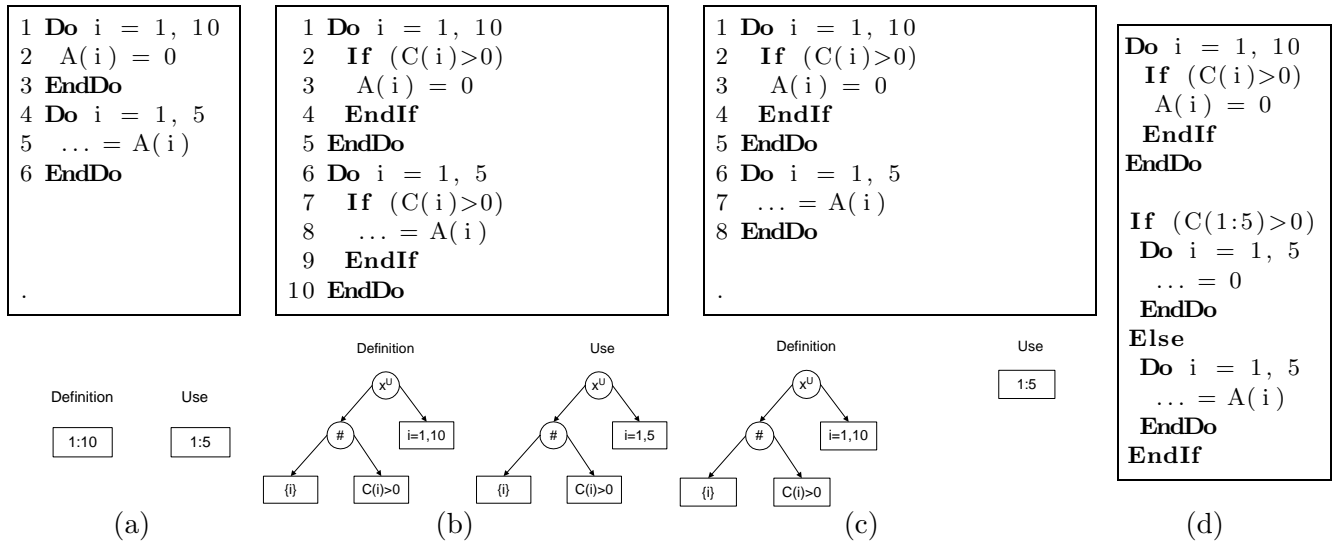 1 Do i = 1, 10
2 A(i) = 0
3 EndDo
4 Do i = 1, 5
5 ... = A(i)
6 EndDo
.
1 Do i = 1, 10
2 If (C(i)>0)
3 A(i) = 0
4 EndIf
5 EndDo
6 Do i = 1, 5
7 If (C(i)>0)
8 ... = A(i)
9 EndIf
10 EndDo
1 Do i = 1, 10
2 If (C(i)>0)
3 A(i) = 0
4 EndIf
5 EndDo
6 Do i = 1, 5
7 ... = A(i)
8 EndDo
.
Do i = 1, 10
If (C(i)>0)
A(i) = 0
EndIf
EndDo
If (C(1:5)>0)
Do i = 1, 5
... = 0
EndDo
Else
Do i = 1, 5
... = A(i)
EndDo
EndIf
Definition Use
1:10 1:5
Definition Use
xᵁ xᵁ
# i=1,10 # i=1,5
{i} C(i)>0 {i} C(i)>0
Definition Use
xᵁ 1:5
# i=1,10
{i} C(i)>0
(a) (b) (c) (d)